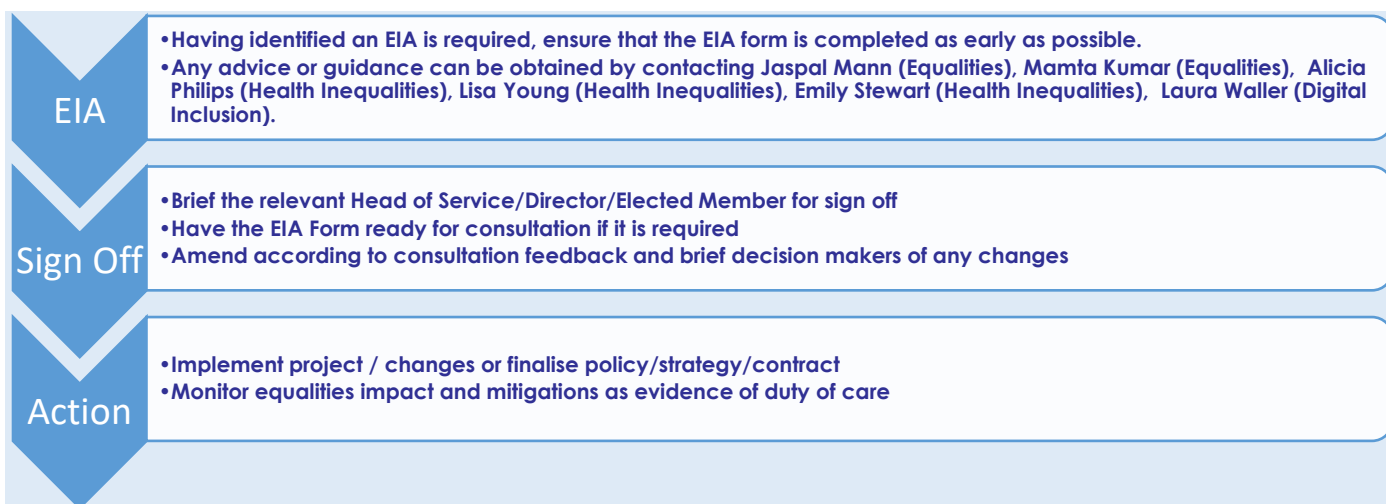 EIA
•Having identified an EIA is required, ensure that the EIA form is completed as early as possible.
•Any advice or guidance can be obtained by contacting Jaspal Mann (Equalities), Mamta Kumar (Equalities), Alicia
Philips (Health Inequalities), Lisa Young (Health Inequalities), Emily Stewart (Health Inequalities), Laura Waller (Digital
Inclusion).
Sign Off
•Brief the relevant Head of Service/Director/Elected Member for sign off
•Have the EIA Form ready for consultation if it is required
•Amend according to consultation feedback and brief decision makers of any changes
Action
•Implement project / changes or finalise policy/strategy/contract
•Monitor equalities impact and mitigations as evidence of duty of care